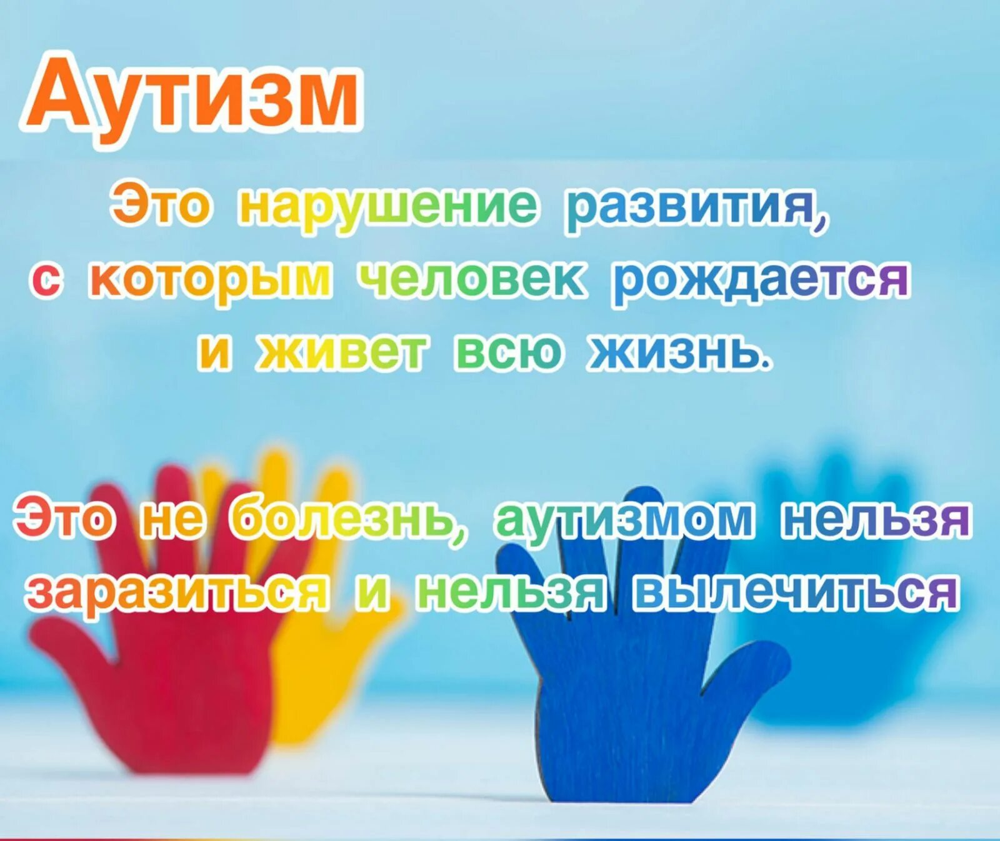 Аутизм
Это нарушение развития,
с которым человек рождается
и живет всю жизнь.
Это не болезнь, аутизмом нельзя
заразиться и нельзя вылечиться